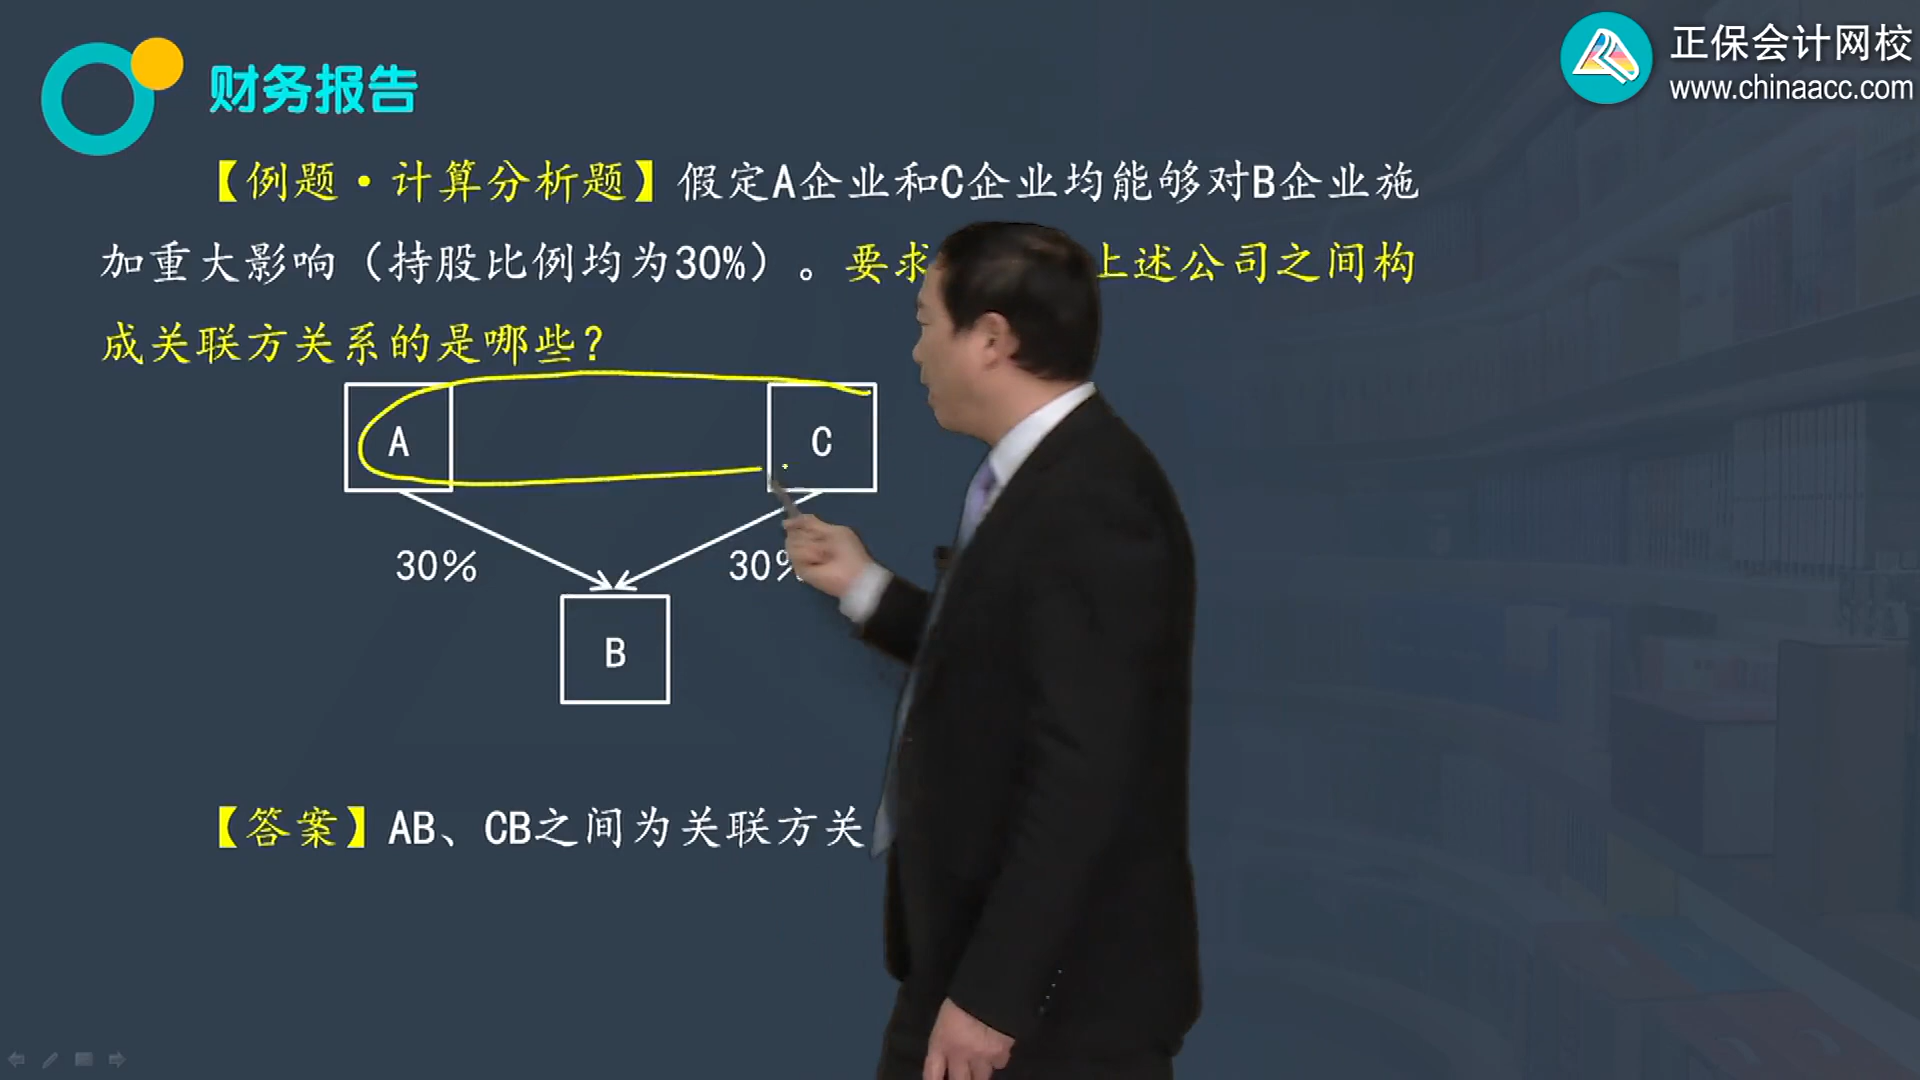 正保会计网校
www.chinaacc.com
财务报告
【例题·计算分析题】假定A企业和C企业均能够对B企业施
加重大影响（持股比例均为30%）。要求 上述公司之间构
成关联方关系的是哪些？
A
C
30%
30%
B
【答案】AB、CB之间为关联方关